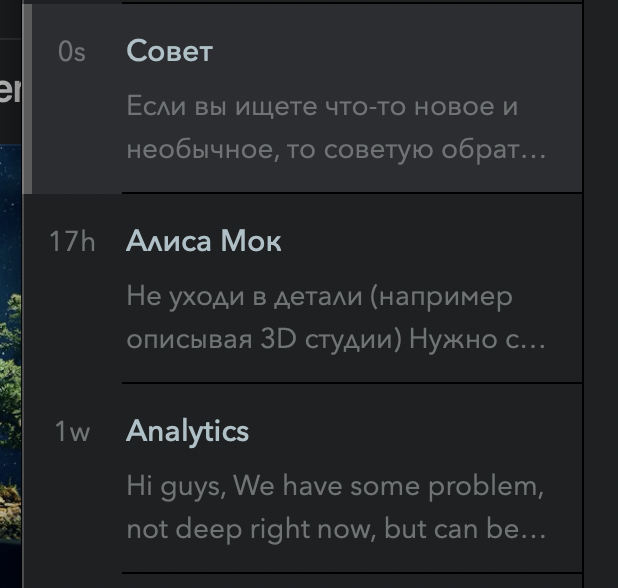 0s
Совет
Если вы ищете что-то новое и
необычное, то советую обрат...
17h
Алиса Мок
Не уходи в детали (например
описывая 3D студии) Нужно с...
1w
Analytics
Hi guys, We have some problem,
not deep right now, but can be...